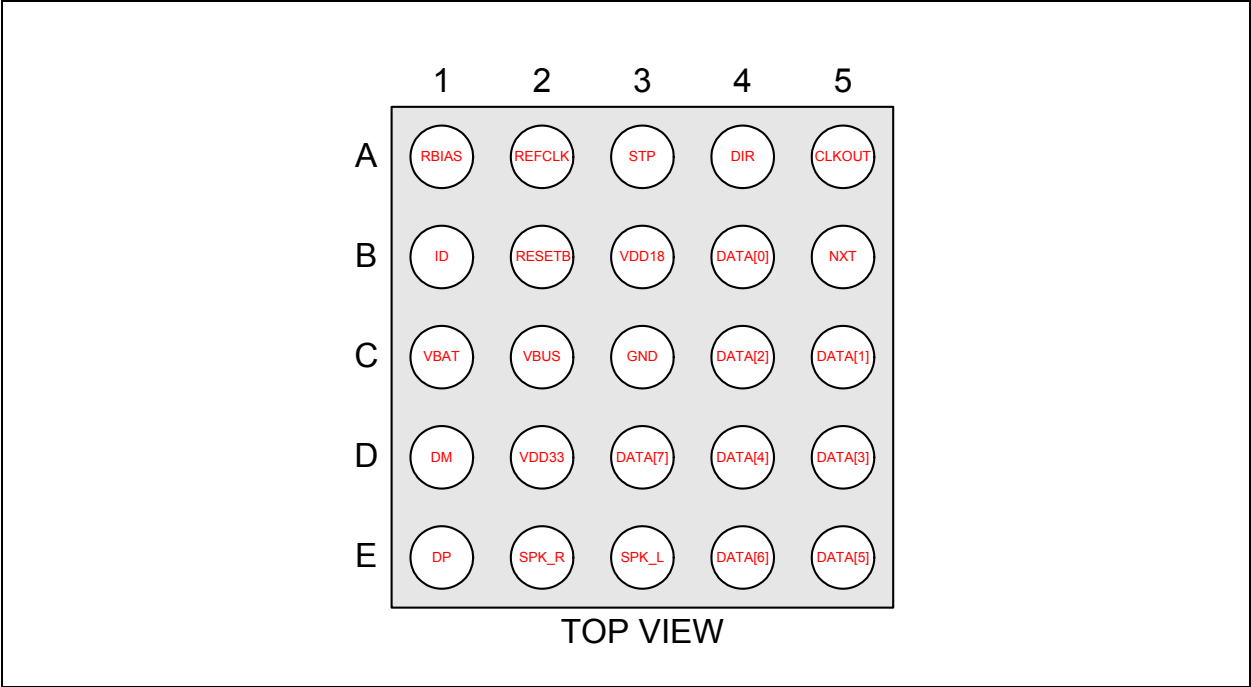 1 2 3 4 5
A RBIAS REFCLK STP DIR CLKOUT
B ID RESETB VDD18 DATA[0] NXT
C VBAT VBUS GND DATA[2] DATA[1]
D DM VDD33 DATA[7] DATA[4] DATA[3]
E DP SPK_R SPK_L DATA[6] DATA[5]
TOP VIEW